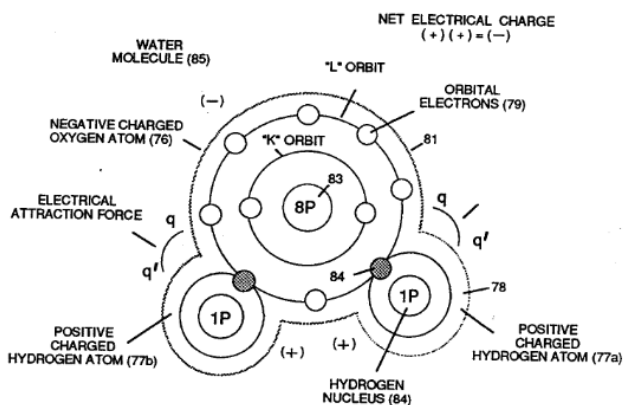 NET ELECTRICAL CHARGE
(+) (+) = (−)
WATER
MOLECULE (85)
"L" ORBIT
(−)
ORBITAL
ELECTRONS (79)
NEGATIVE CHARGED
OXYGEN ATOM (76)
"K" ORBIT
81
83
8P
ELECTRICAL
ATTRACTION FORCE
q
q'
q
q'
84
78
1P
1P
POSITIVE
CHARGED
HYDROGEN ATOM (77b)
(+)
(+)
POSITIVE CHARGED
HYDROGEN ATOM (77a)
HYDROGEN
NUCLEUS (84)